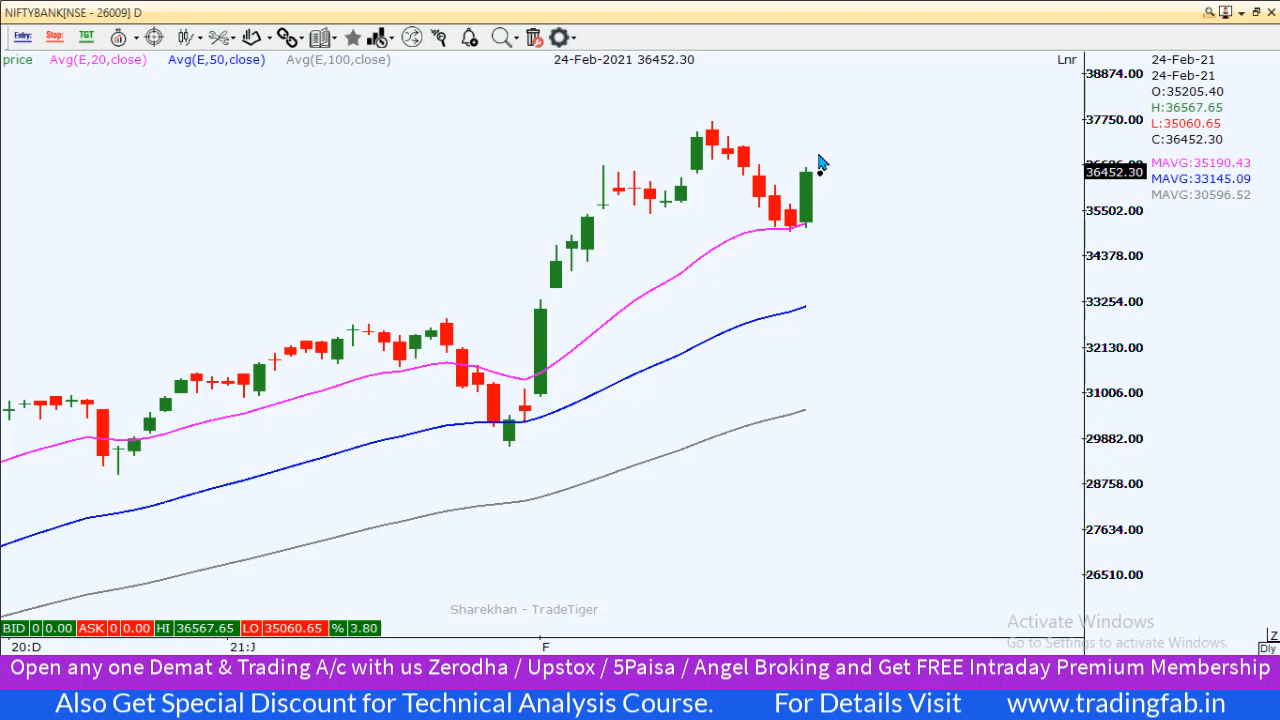 NIFTYBANK[NSE - 26009] D
Entry: Stop: TGT
price Avg(E,20,close) Avg(E,50,close) Avg(E,100,close) 24-Feb-2021 36452.30 Lnr
24-Feb-21
24-Feb-21
O:35205.40
H:36567.65
L:35060.65
C:36452.30
MAVG:35190.43
MAVG:33145.09
MAVG:30596.52
38874.00
37750.00
36452.30
35502.00
34378.00
33254.00
32130.00
31006.00
29882.00
28758.00
27634.00
26510.00
Sharekhan - TradeTiger
Activate Windows
Go to Settings to activate Windows.
BID 0 0.00 ASK 0 0.00 HI 36567.65 LO 35060.65 % 3.80
20:D 21:J F
Z
Dly
Open any one Demat & Trading A/c with us Zerodha / Upstox / 5Paisa / Angel Broking and Get FREE Intraday Premium Membership
Also Get Special Discount for Technical Analysis Course. For Details Visit www.tradingfab.in